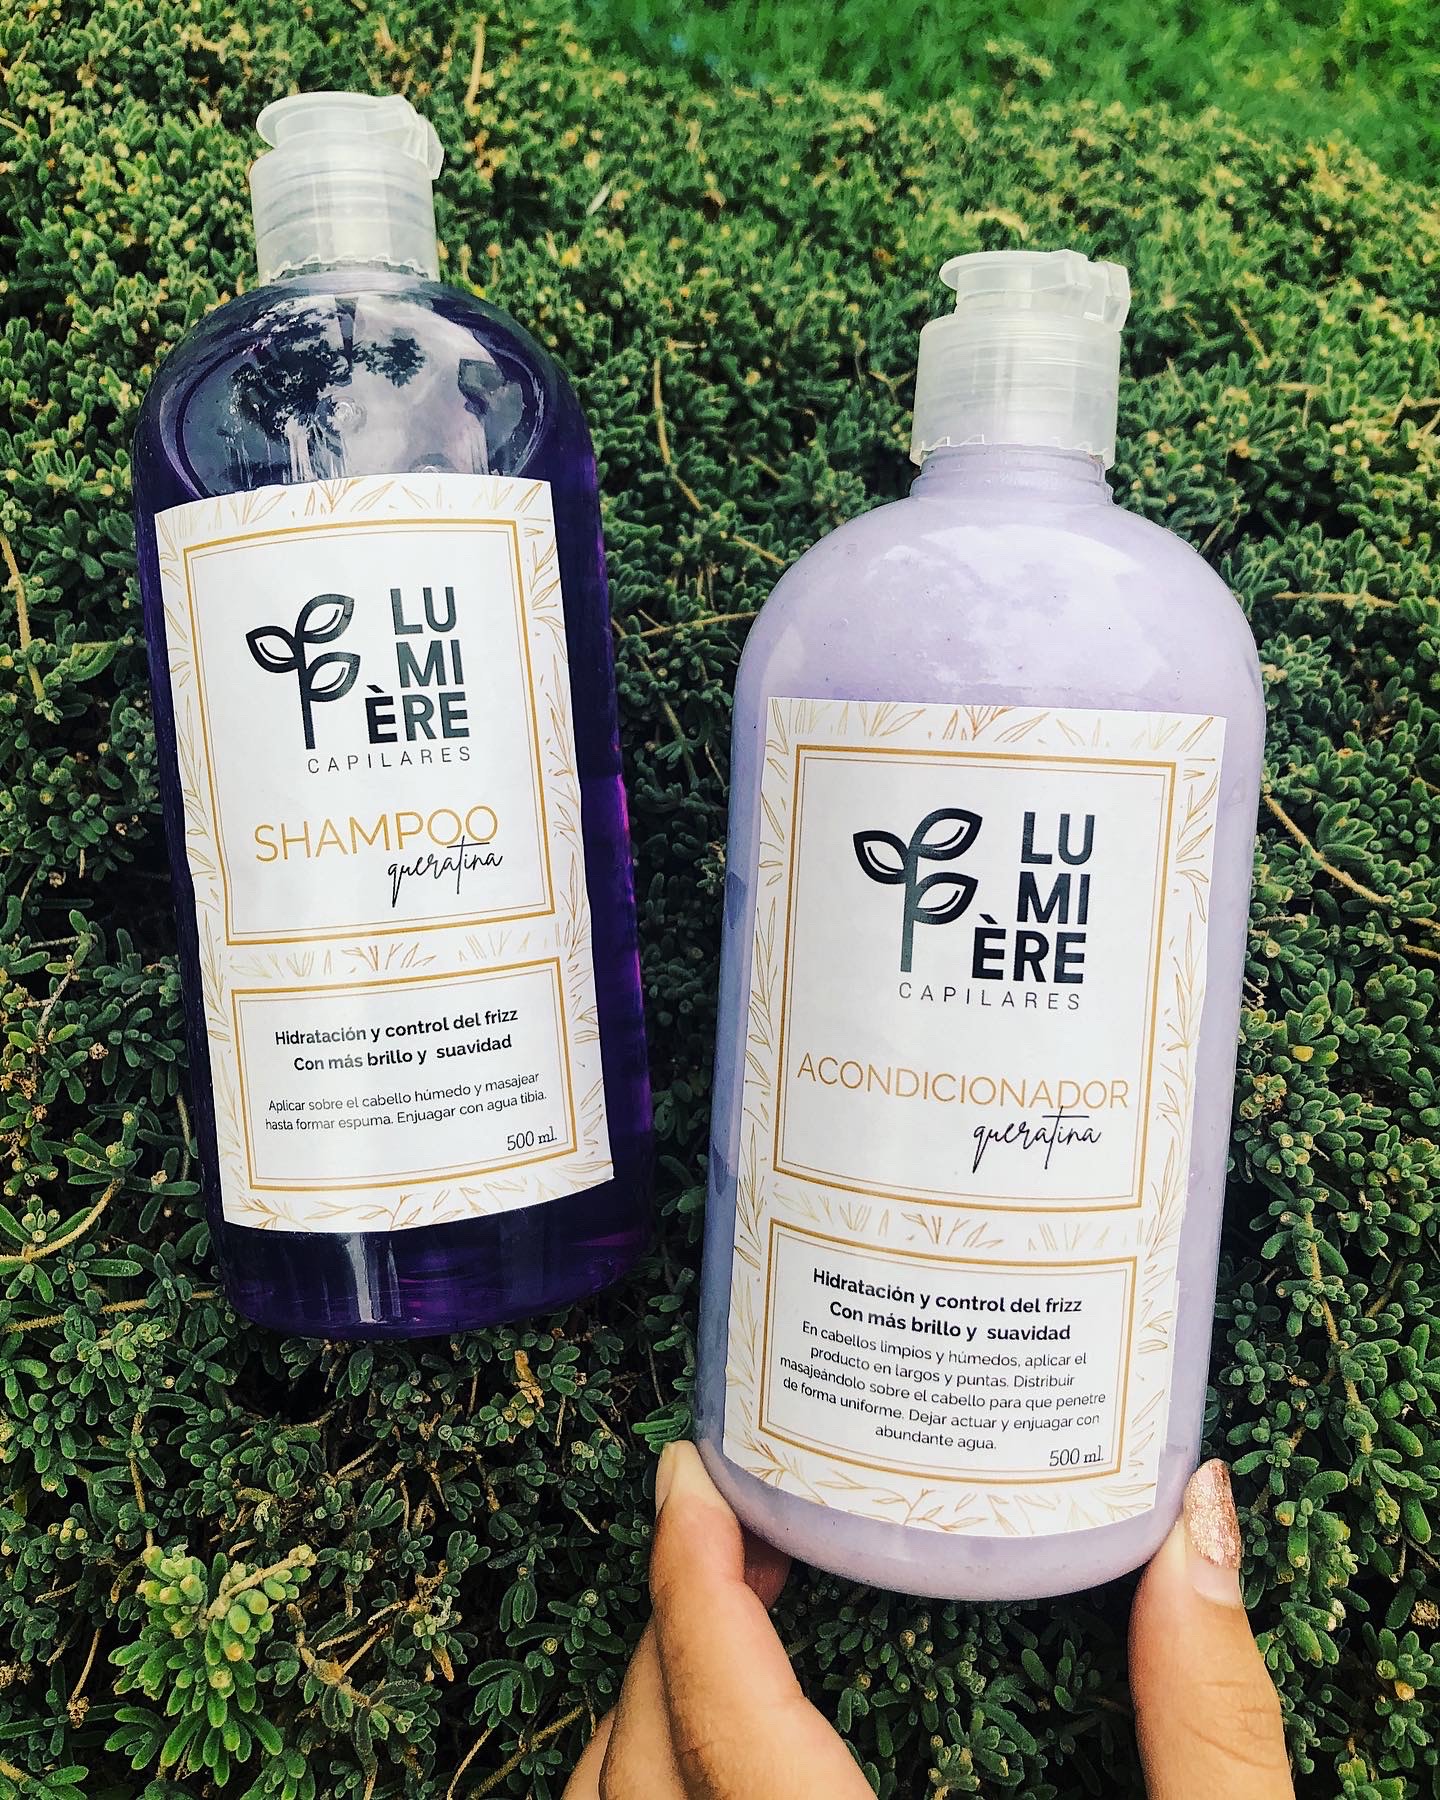 LU
MI
ÈRE
CAPILARES
SHAMPOO
queratina
Hidratación y control del frizz
Con más brillo y suavidad
Aplicar sobre el cabello húmedo y masajear
hasta formar espuma. Enjuagar con agua tibia.
500 ml.
LU
MI
ÈRE
CAPILARES
ACONDICIONADOR
queratina
Hidratación y control del frizz
Con más brillo y suavidad
En cabellos limpios y húmedos, aplicar el
producto en largos y puntas. Distribuir
masajeándolo sobre el cabello para que penetre
de forma uniforme. Dejar actuar y enjuagar con
abundante agua.
500 ml.